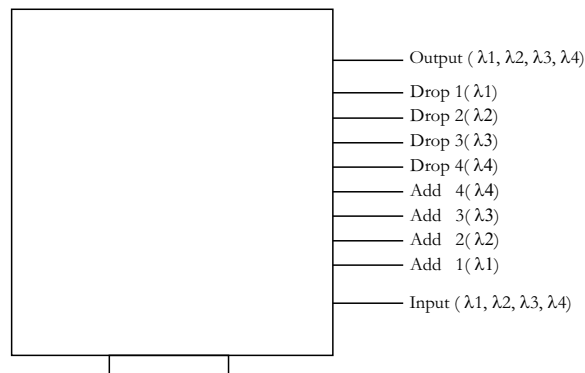 Output ( λ1, λ2, λ3, λ4)
Drop 1( λ1)
Drop 2( λ2)
Drop 3( λ3)
Drop 4( λ4)
Add 4( λ4)
Add 3( λ3)
Add 2( λ2)
Add 1( λ1)
Input ( λ1, λ2, λ3, λ4)